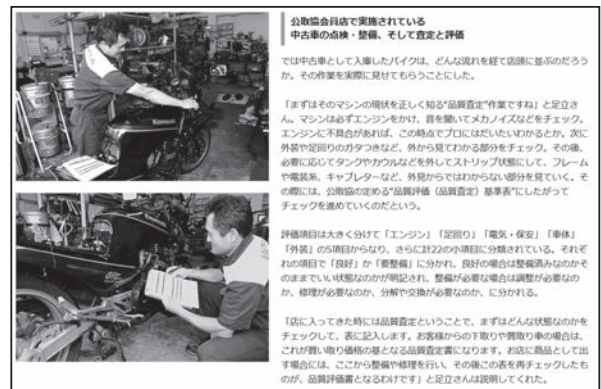 公取協会員店で実施されている
中古車の点検・整備、そして査定と評価
では中古車として入庫したバイクは、どんな流れを経て店頭に並ぶのだろう
か。その作業を実際に見せてもらうことにした。
「まずはそのマシンの現状を正しく知る“品質査定”作業ですね」と足立さ
ん。マシンは必ずエンジンをかけ、音を聞いてメカノイズなどをチェック。
エンジンに不具合があれば、この時点でプロにはだいたいわかるとか。次に
外装や足回りのガタつきなど、外から見てわかる部分をチェック。その後、
必要に応じてタンクやカウルなどを外してストリップ状態にして、フレーム
や電装系、キャブレターなど、外見からではわからない部分を見ていく。そ
の際には、公取協の定める“品質評価（品質査定）基準表”にしたがって
チェックを進めていくのだという。
評価項目は大きく分けて「エンジン」「足回り」「電気・保安」「車体」
「外装」の5項目からなり、さらに計22の小項目に分類されている。それぞ
れの項目で「良好」か「要整備」に分かれ、良好の場合は整備済みなのかそ
のままでいい状態なのかが明記され、整備が必要な場合は調整が必要なの
か、修理が必要なのか、分解や交換が必要なのか、に分かれる。
「店に入ってきた時には品質査定ということで、まずはどんな状態なのかを
チェックして、表に記入します。お客様からの下取りや買取り車の場合は、
これが買い取り価格の基となる品質査定書になります。お店に商品として出
す場合には、ここから整備や修理を行い、その後この表を再チェックしたも
のが、品質評価書となるわけです」と足立さんは説明してくれた。